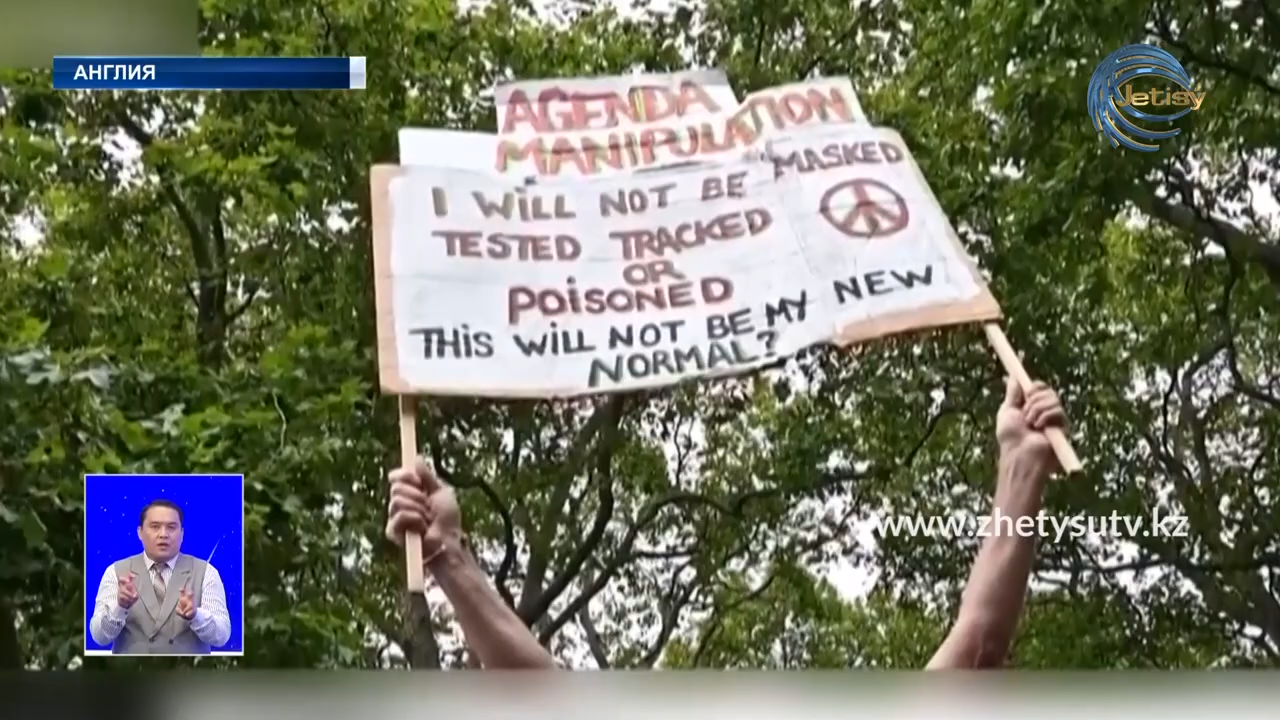 АНГЛИЯ
Jetisý
AGENDA
MANIPULATION
I WiLL NOT BE MASKED
TESTED TRACKED
OR
POiSONED
THiS WiLL NOT BE MY NEW
NORMAL?
www.zhetysutv.kz